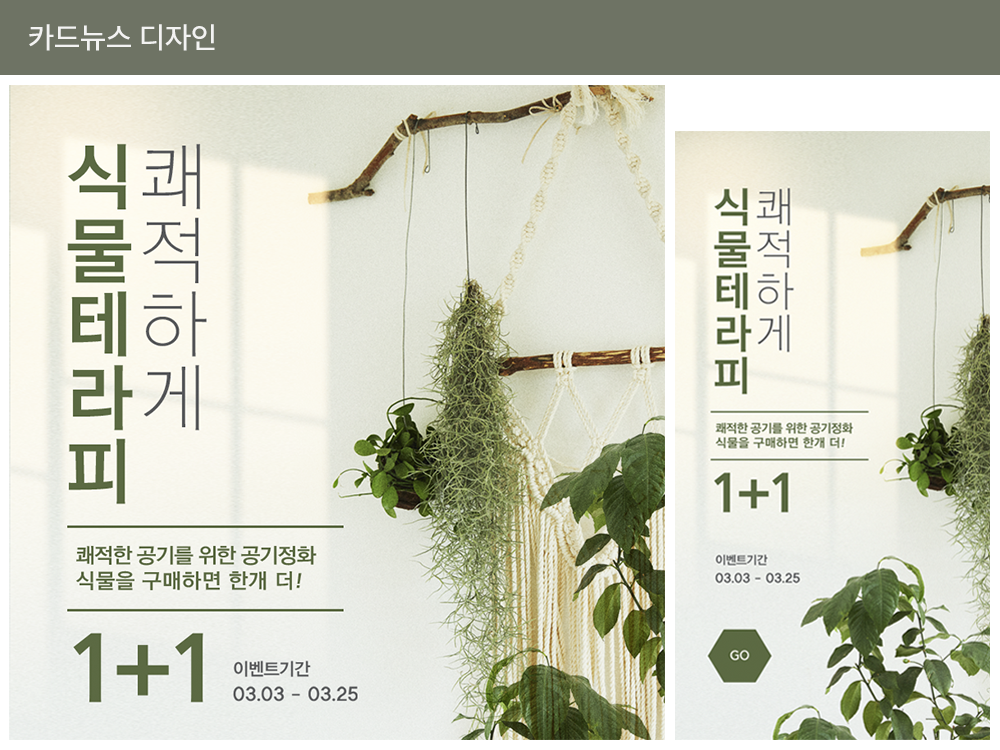 카드뉴스 디자인
쾌적하게
식물테라피
쾌적한 공기를 위한 공기정화
식물을 구매하면 한개 더!
1+1
이벤트기간
03.03 - 03.25
쾌적하게
식물테라피
쾌적한 공기를 위한 공기정화
식물을 구매하면 한개 더!
1+1
이벤트기간
03.03 - 03.25
GO